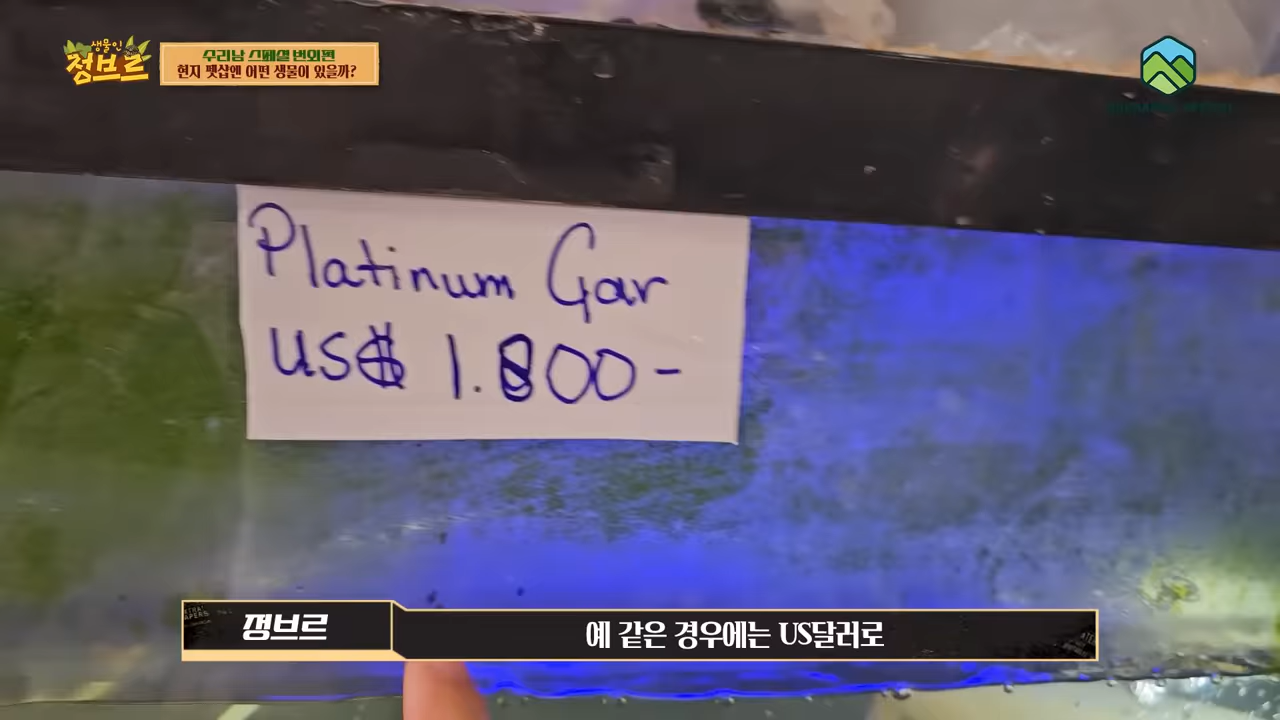 생물인
정브르
수리남 스페셜 번외편
현지 펫샵엔 어떤 생물이 있을까?
Platinum Gar
US$ 1.800-
정브르
예 같은 경우에는 US달러로